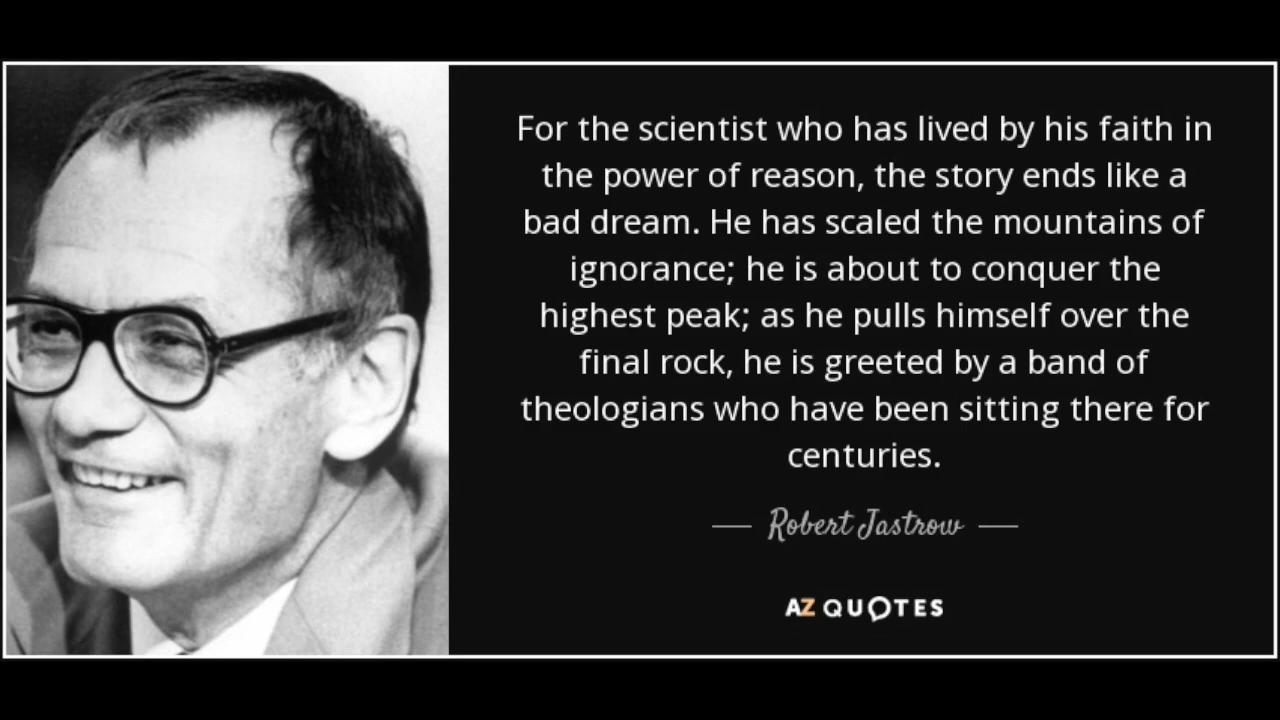 For the scientist who has lived by his faith in
the power of reason, the story ends like a
bad dream. He has scaled the mountains of
ignorance; he is about to conquer the
highest peak; as he pulls himself over the
final rock, he is greeted by a band of
theologians who have been sitting there for
centuries.
Robert Jastrow
AZ QUOTES